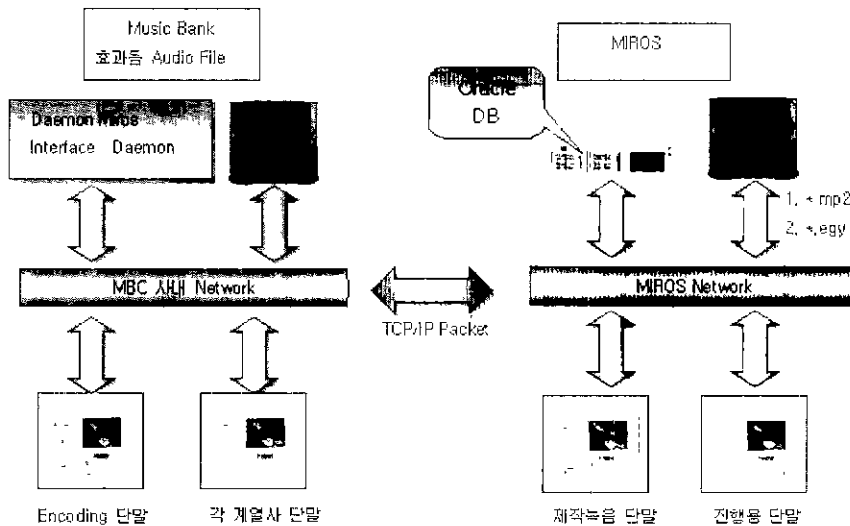 Music Bank
효과음 Audio File
MIROS
Oracle
DB
Daemon Miros
Interface Daemon
1. *.mp2
2. *.egy
MBC 사내 Network
TCP/IP Packet
MIROS Network
Encoding 단말
각 계열사 단말
제작녹음 단말
진행용 단말